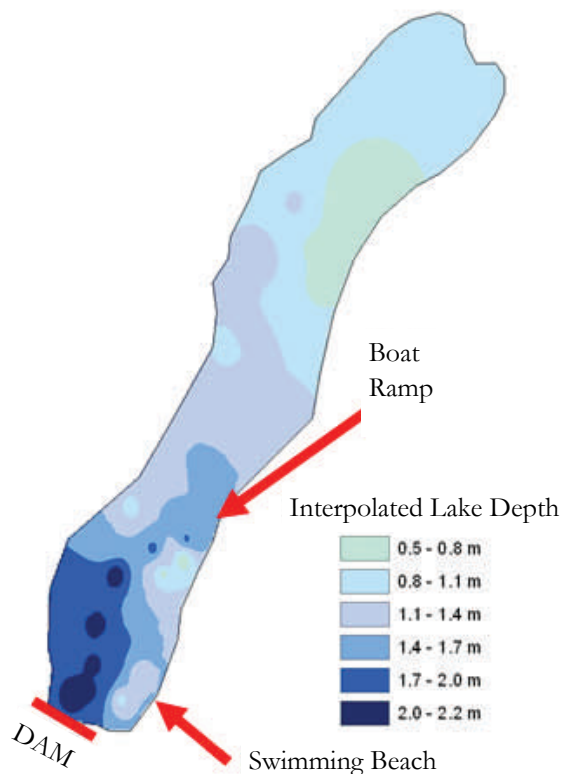 Boat
Ramp
Interpolated Lake Depth
0.5 - 0.8 m
0.8 - 1.1 m
1.1 - 1.4 m
1.4 - 1.7 m
1.7 - 2.0 m
2.0 - 2.2 m
DAM
Swimming Beach